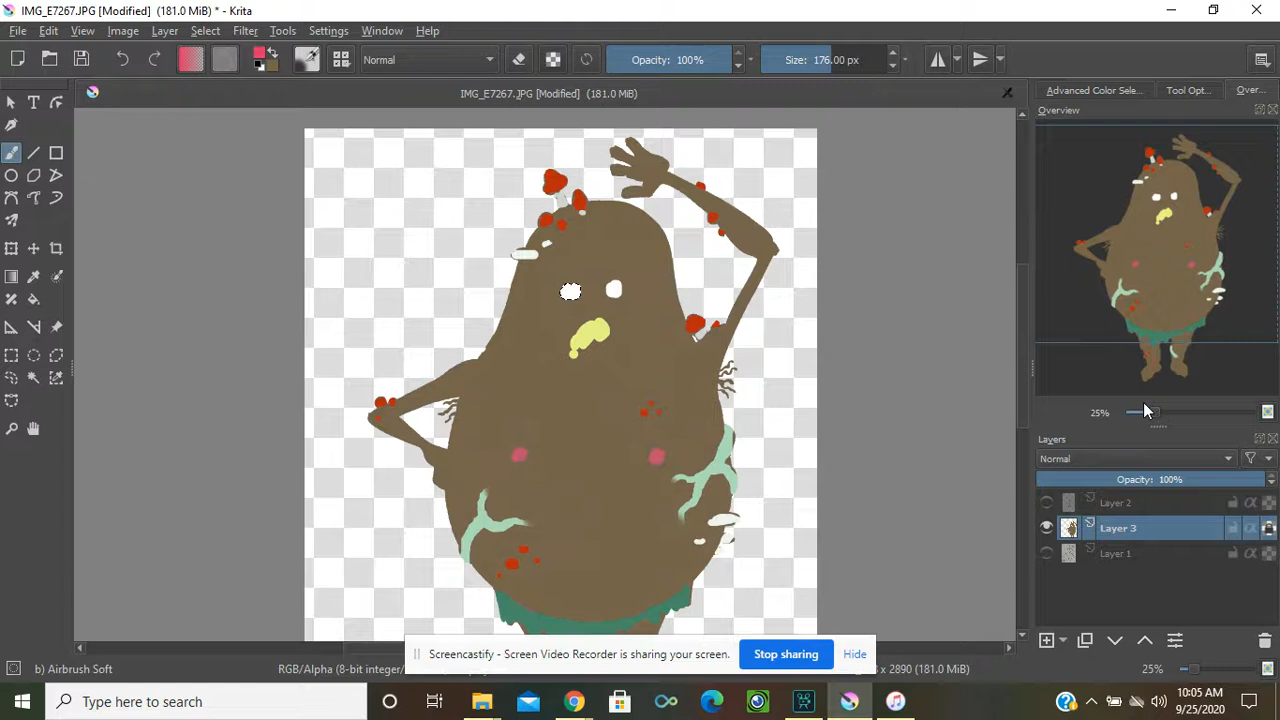 IMG_E7267.JPG [Modified] (181.0 MiB) * - Krita
File Edit View Image Layer Select Filter Tools Settings Window Help
Normal
Opacity: 100%
Size: 176.00 px
IMG_E7267.JPG [Modified] (181.0 MiB)
Advanced Color Sele... Tool Opt... Over...
Overview
25%
Layers
Normal
Opacity: 100%
Layer 2
Layer 3
Layer 1
Screencastify - Screen Video Recorder is sharing your screen. Stop sharing Hide
b) Airbrush Soft RGB/Alpha (8-bit integer/ 2890 (181.0 MiB) 25%
Type here to search
10:05 AM
9/25/2020